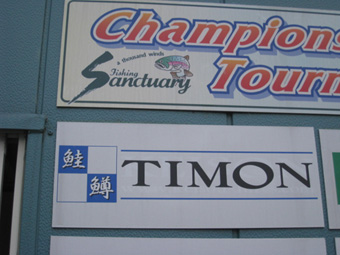 Champions
a thousand winds
Fishing
Sanctuary
Tourn
鮭 TIMON
鱒